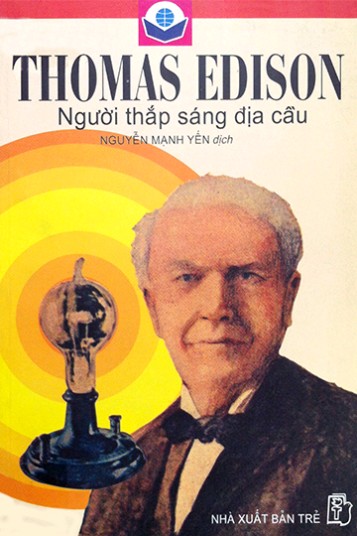 THOMAS EDISON
Người thắp sáng địa cầu
NGUYỄN MẠNH YẾN dịch
NHÀ XUẤT BẢN TRẺ